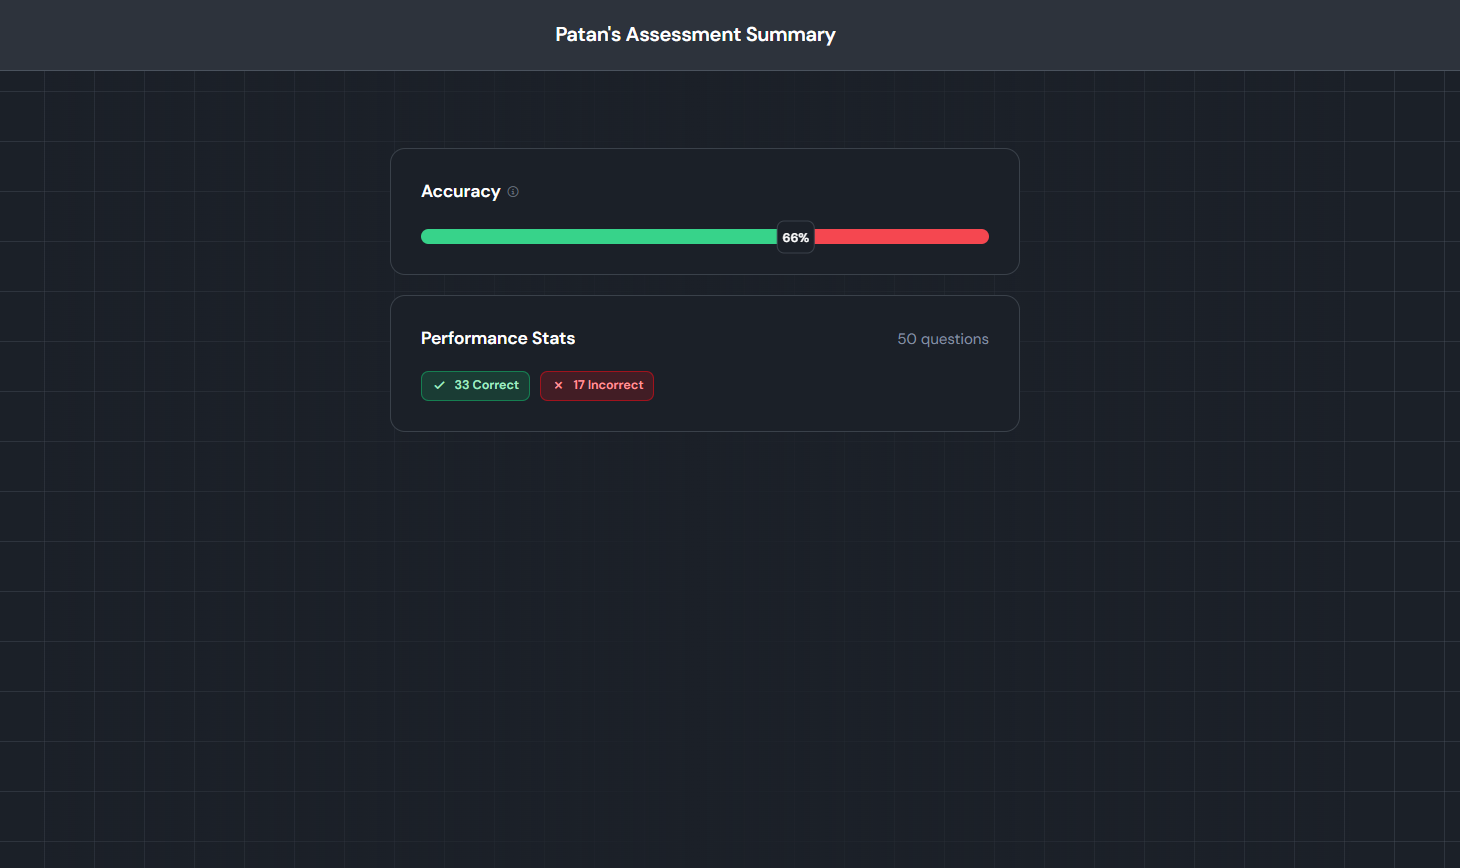 Patan's Assessment Summary
Accuracy
66%
Performance Stats
50 questions
33 Correct
17 Incorrect